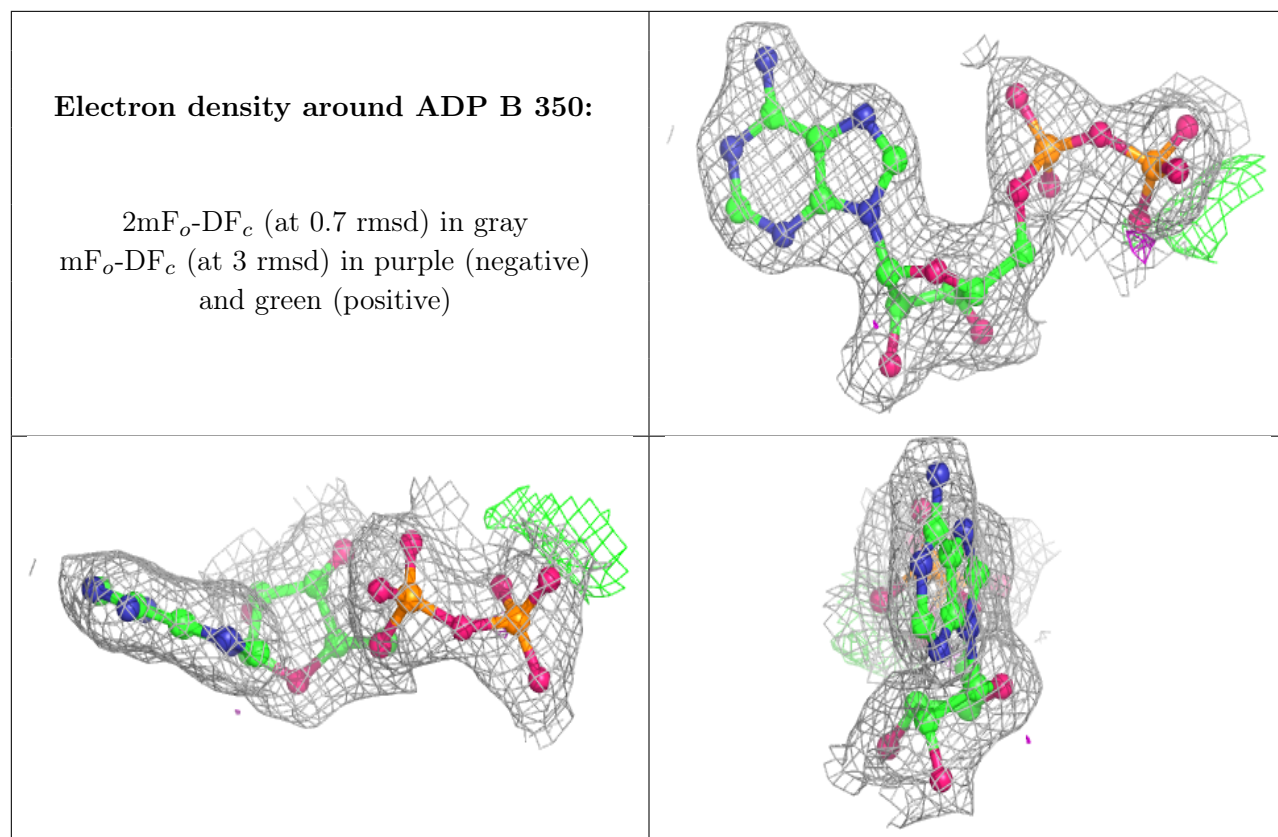 Electron density around ADP B 350:
2mFo-DFc (at 0.7 rmsd) in gray
mFo-DFc (at 3 rmsd) in purple (negative)
and green (positive)